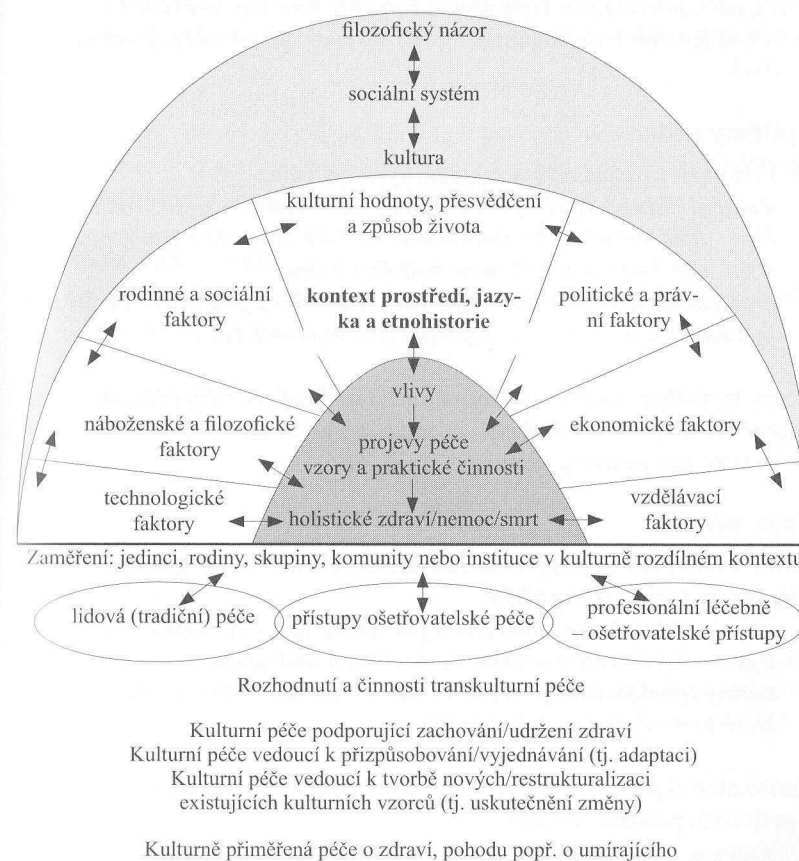 filozofický názor
sociální systém
kultura
kulturní hodnoty, přesvědčení
a způsob života
rodinné a sociální
faktory
kontext prostředí, jazy-
ka a etnohistorie
politické a práv-
ní faktory
vlivy
náboženské a filozofické
faktory
projevy péče
vzory a praktické činnosti
ekonomické faktory
technologické
faktory
holistické zdraví/nemoc/smrt
vzdělávací
faktory
Zaměření: jedinci, rodiny, skupiny, komunity nebo instituce v kulturně rozdílném kontextu
lidová (tradiční) péče
přístupy ošetřovatelské péče
profesionální léčebně
– ošetřovatelské přístupy
Rozhodnutí a činnosti transkulturní péče
Kulturní péče podporující zachování/udržení zdraví
Kulturní péče vedoucí k přizpůsobování/vyjednávání (tj. adaptaci)
Kulturní péče vedoucí k tvorbě nových/restrukturalizaci
existujících kulturních vzorců (tj. uskutečnění změny)
Kulturně přiměřená péče o zdraví, pohodu popř. o umírajícího